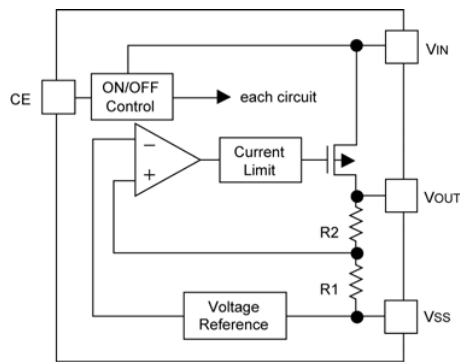 VIN
CE
ON/OFF
Control
each circuit
−
+
Current
Limit
VOUT
R2
R1
Voltage
Reference
VSS